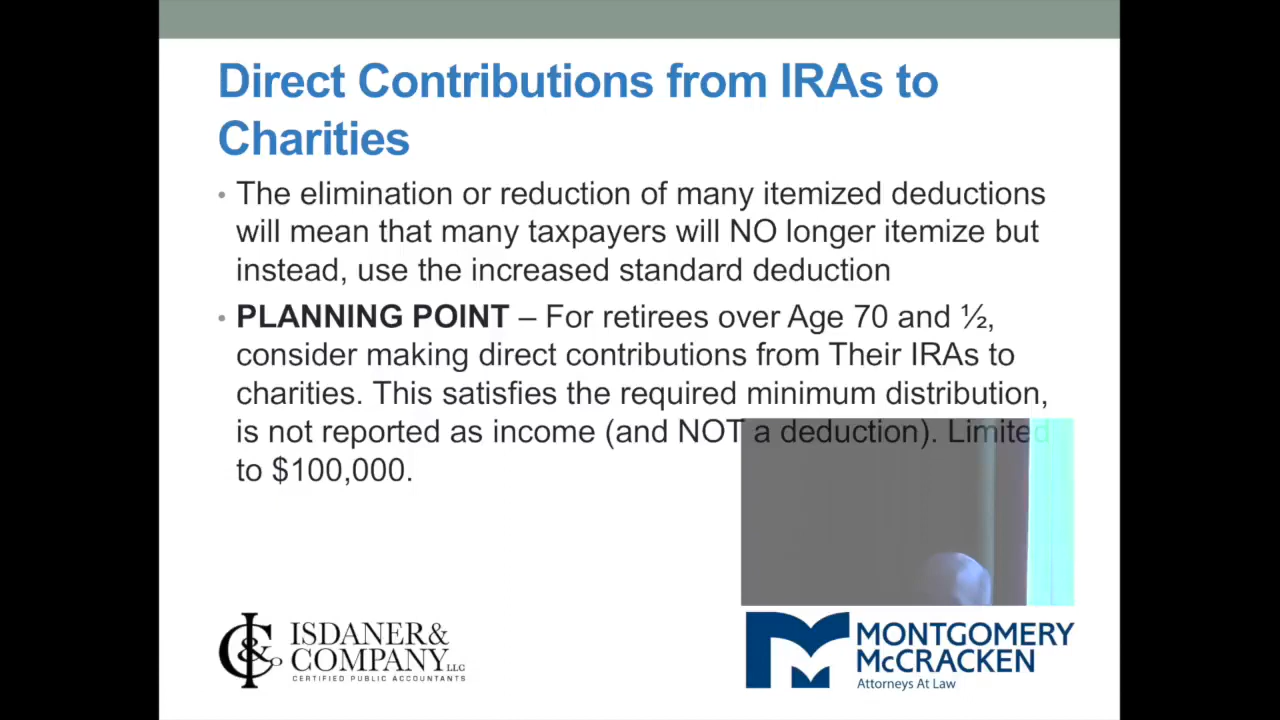 Direct Contributions from IRAs to
Charities
• The elimination or reduction of many itemized deductions
will mean that many taxpayers will NO longer itemize but
instead, use the increased standard deduction
• PLANNING POINT – For retirees over Age 70 and ½,
consider making direct contributions from Their IRAs to
charities. This satisfies the required minimum distribution,
is not reported as income (and NOT a deduction). Limited
to $100,000.
ISDANER&
COMPANY LLC
CERTIFIED PUBLIC ACCOUNTANTS
MONTGOMERY
MCCRACKEN
Attorneys At Law